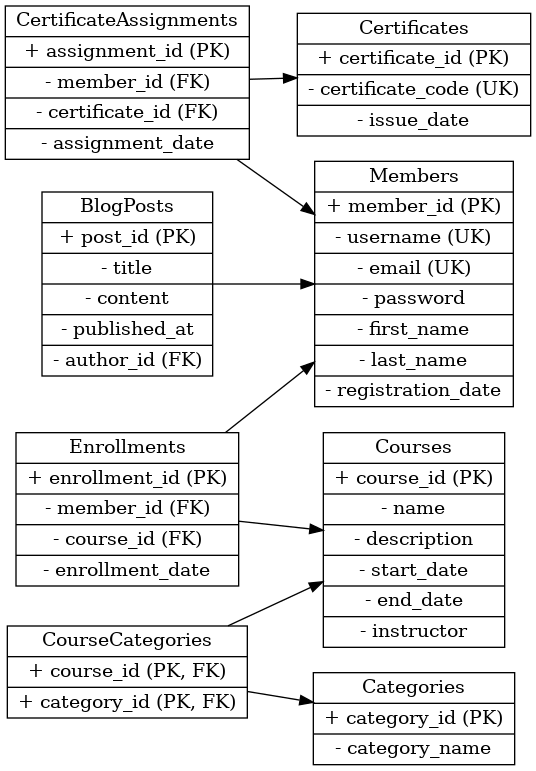 CertificateAssignments
+ assignment_id (PK)
- member_id (FK)
- certificate_id (FK)
- assignment_date
Certificates
+ certificate_id (PK)
- certificate_code (UK)
- issue_date
Members
+ member_id (PK)
- username (UK)
- email (UK)
- password
- first_name
- last_name
- registration_date
BlogPosts
+ post_id (PK)
- title
- content
- published_at
- author_id (FK)
Enrollments
+ enrollment_id (PK)
- member_id (FK)
- course_id (FK)
- enrollment_date
Courses
+ course_id (PK)
- name
- description
- start_date
- end_date
- instructor
CourseCategories
+ course_id (PK, FK)
+ category_id (PK, FK)
Categories
+ category_id (PK)
- category_name